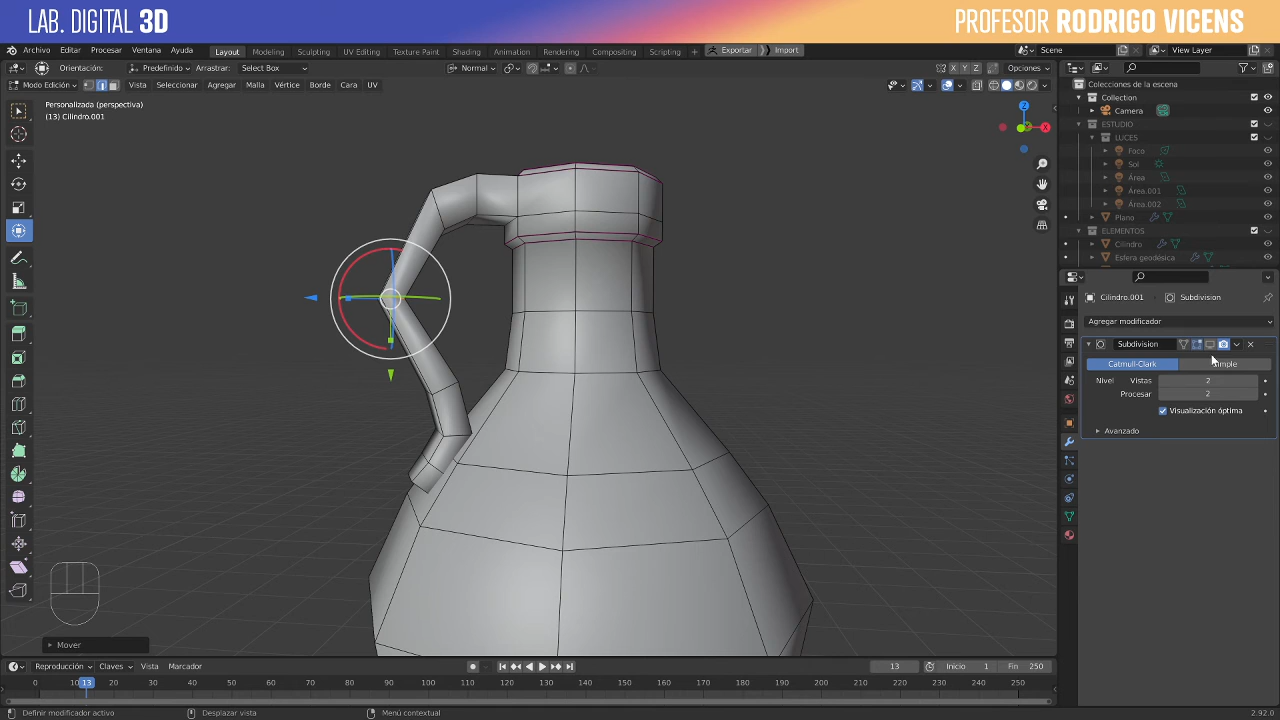 LAB. DIGITAL 3D
PROFESOR RODRIGO VICENS
Archivo Editar Procesar Ventana Ayuda Layout Modeling Sculpting UV Editing Texture Paint Shading Animation Rendering Compositing Scripting + Exportar Import Scene View Layer
Orientación: Predefinido Arrastrar: Select Box Normal X Y Z Opciones
Modo Edición Vista Seleccionar Agregar Malla Vértice Borde Cara UV
Personalizada (perspectiva)
(13) Cilindro.001
Z
X
Colecciones de la escena
Collection
Camera
ESTUDIO
LUCES
Foco
Sol
Área
Área.001
Área.002
Plano
ELEMENTOS
Cilindro
Esfera geodésica
Cilindro.001 Subdivision
Agregar modificador
Subdivision
Catmull-Clark Simple
Nivel Vistas 2
Procesar 2
Visualización óptima
Avanzado
Mover
Reproducción Claves Vista Marcador 13 Inicio 1 Fin 250
0 13 20 30 40 50 60 70 80 90 100 110 120 130 140 150 160 170 180 190 200 210 220 230 240 250
Definir modificador activo Desplazar vista Menú contextual 2.92.0